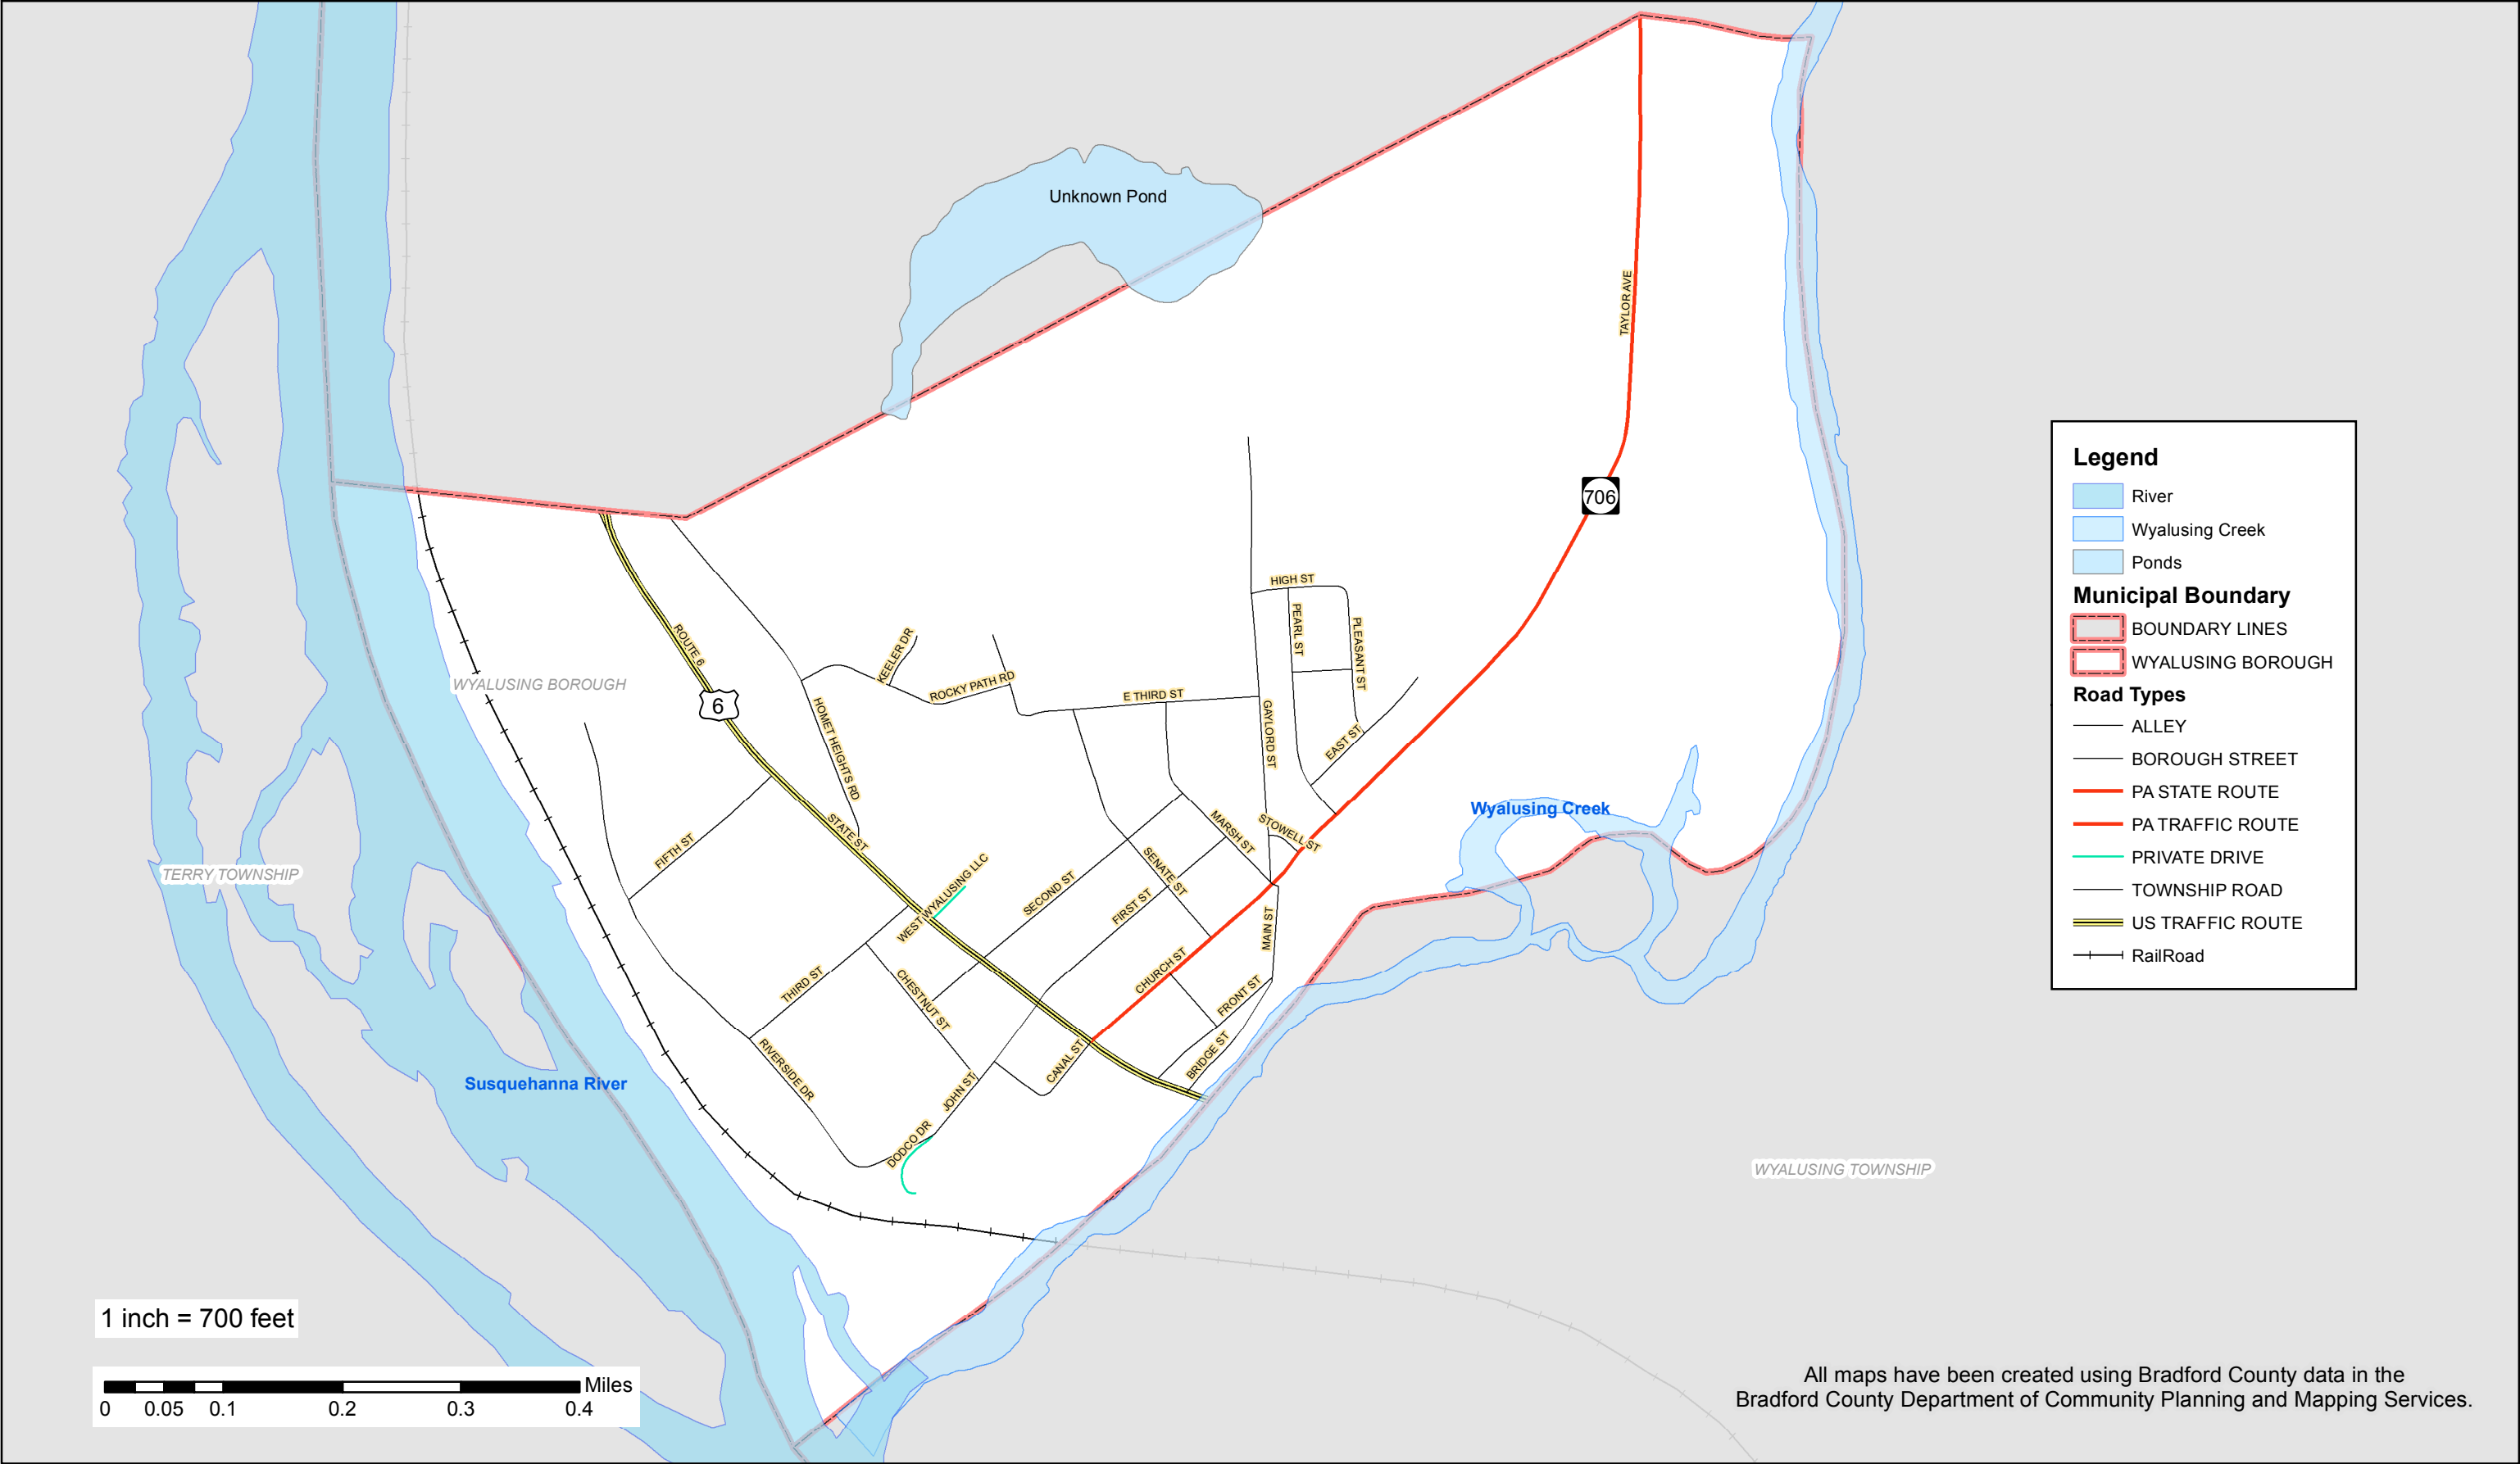 Unknown Pond
TAYLOR AVE
706
HIGH ST
PEARL ST
PLEASANT ST
KEELER DR
ROCKY PATH RD
E THIRD ST
ROUTE 6
WYALUSING BOROUGH
6
HOMET HEIGHTS RD
GAYLORD ST
EAST ST
Wyalusing Creek
STATE ST
MARSH ST
STOWELL ST
FIFTH ST
TERRY TOWNSHIP
WEST WYALUSING LLC
SECOND ST
SENATE ST
FIRST ST
MAIN ST
THIRD ST
CHESTNUT ST
CHURCH ST
FRONT ST
RIVERSIDE DR
CANAL ST
BRIDGE ST
JOHN ST
Susquehanna River
DODCO DR
WYALUSING TOWNSHIP
Legend
River
Wyalusing Creek
Ponds
Municipal Boundary
BOUNDARY LINES
WYALUSING BOROUGH
Road Types
ALLEY
BOROUGH STREET
PA STATE ROUTE
PA TRAFFIC ROUTE
PRIVATE DRIVE
TOWNSHIP ROAD
US TRAFFIC ROUTE
RailRoad
1 inch = 700 feet
Miles
0 0.05 0.1 0.2 0.3 0.4
All maps have been created using Bradford County data in the
Bradford County Department of Community Planning and Mapping Services.